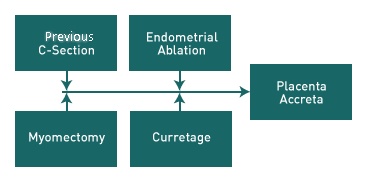 Previous
C-Section
Endometrial
Ablation
Placenta
Accreta
Myomectomy
Curretage